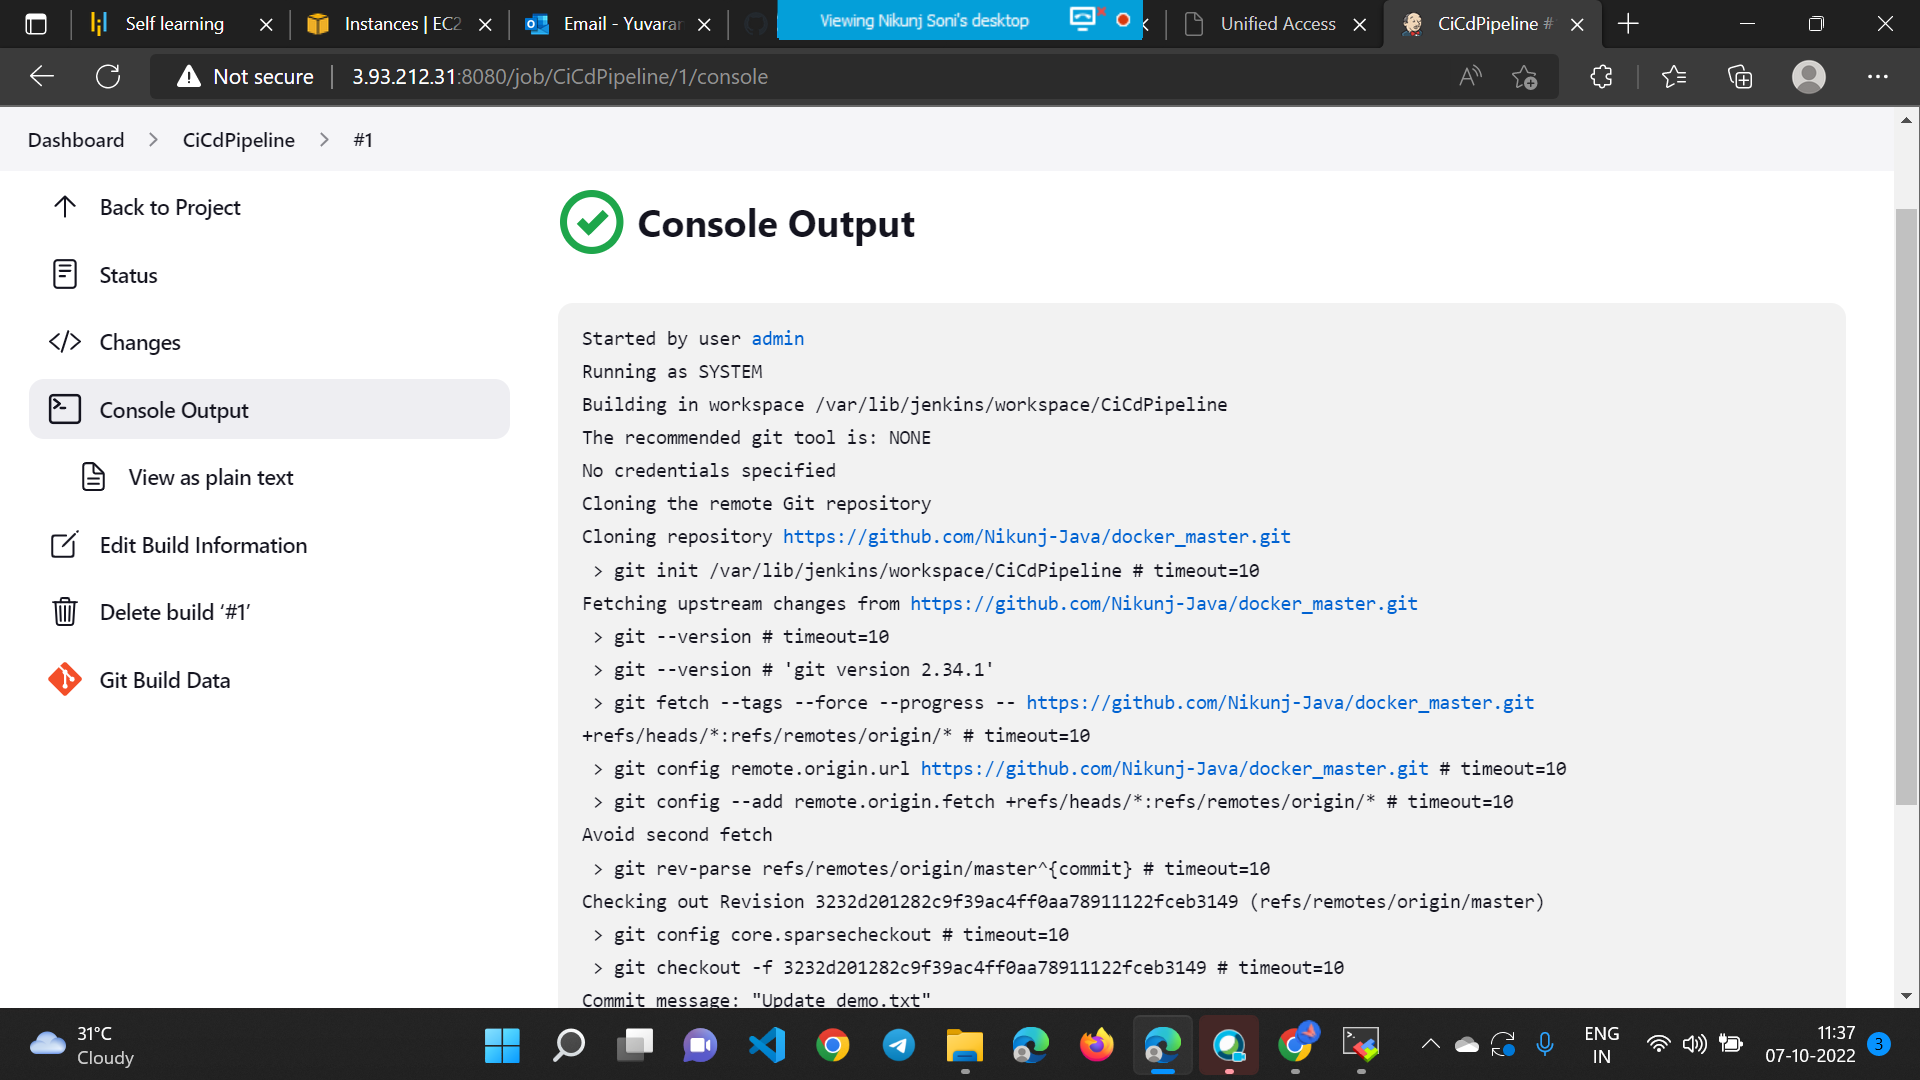 Self learning
Instances | EC2
Email - Yuvaran
Viewing Nikunj Soni's desktop
Unified Access
CiCdPipeline #
Not secure
3.93.212.31:8080/job/CiCdPipeline/1/console
Dashboard
CiCdPipeline
#1
Back to Project
Status
Changes
Console Output
View as plain text
Edit Build Information
Delete build ‘#1’
Git Build Data
Console Output
Started by user admin
Running as SYSTEM
Building in workspace /var/lib/jenkins/workspace/CiCdPipeline
The recommended git tool is: NONE
No credentials specified
Cloning the remote Git repository
Cloning repository https://github.com/Nikunj-Java/docker_master.git
> git init /var/lib/jenkins/workspace/CiCdPipeline # timeout=10
Fetching upstream changes from https://github.com/Nikunj-Java/docker_master.git
> git --version # timeout=10
> git --version # 'git version 2.34.1'
> git fetch --tags --force --progress -- https://github.com/Nikunj-Java/docker_master.git
+refs/heads/*:refs/remotes/origin/* # timeout=10
> git config remote.origin.url https://github.com/Nikunj-Java/docker_master.git # timeout=10
> git config --add remote.origin.fetch +refs/heads/*:refs/remotes/origin/* # timeout=10
Avoid second fetch
> git rev-parse refs/remotes/origin/master^{commit} # timeout=10
Checking out Revision 3232d201282c9f39ac4ff0aa78911122fceb3149 (refs/remotes/origin/master)
> git config core.sparsecheckout # timeout=10
> git checkout -f 3232d201282c9f39ac4ff0aa78911122fceb3149 # timeout=10
Commit message: "Update demo.txt"
31°C
Cloudy
ENG
IN
11:37
07-10-2022
3